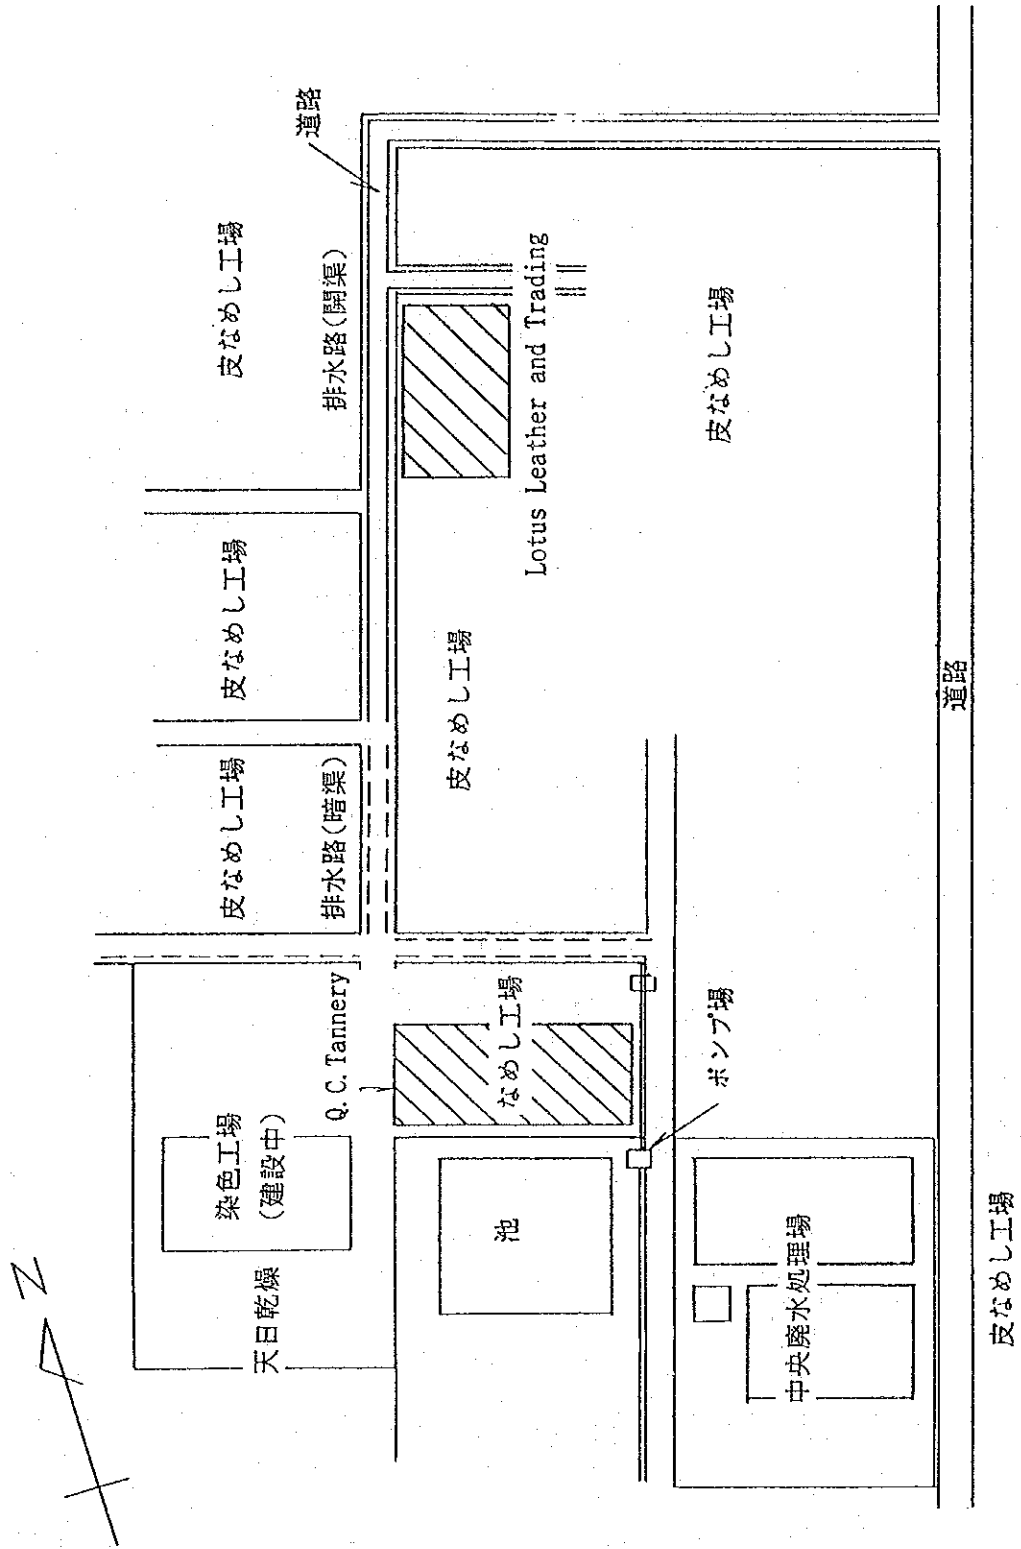 N
天日乾燥
染色工場
(建設中)
Q.C.Tannery
皮なめし工場
排水路(暗渠)
皮なめし工場
皮なめし工場
排水路(開渠)
道路
池
なめし工場
皮なめし工場
Lotus Leather and Trading
ポンプ場
皮なめし工場
中央廃水処理場
道路
皮なめし工場